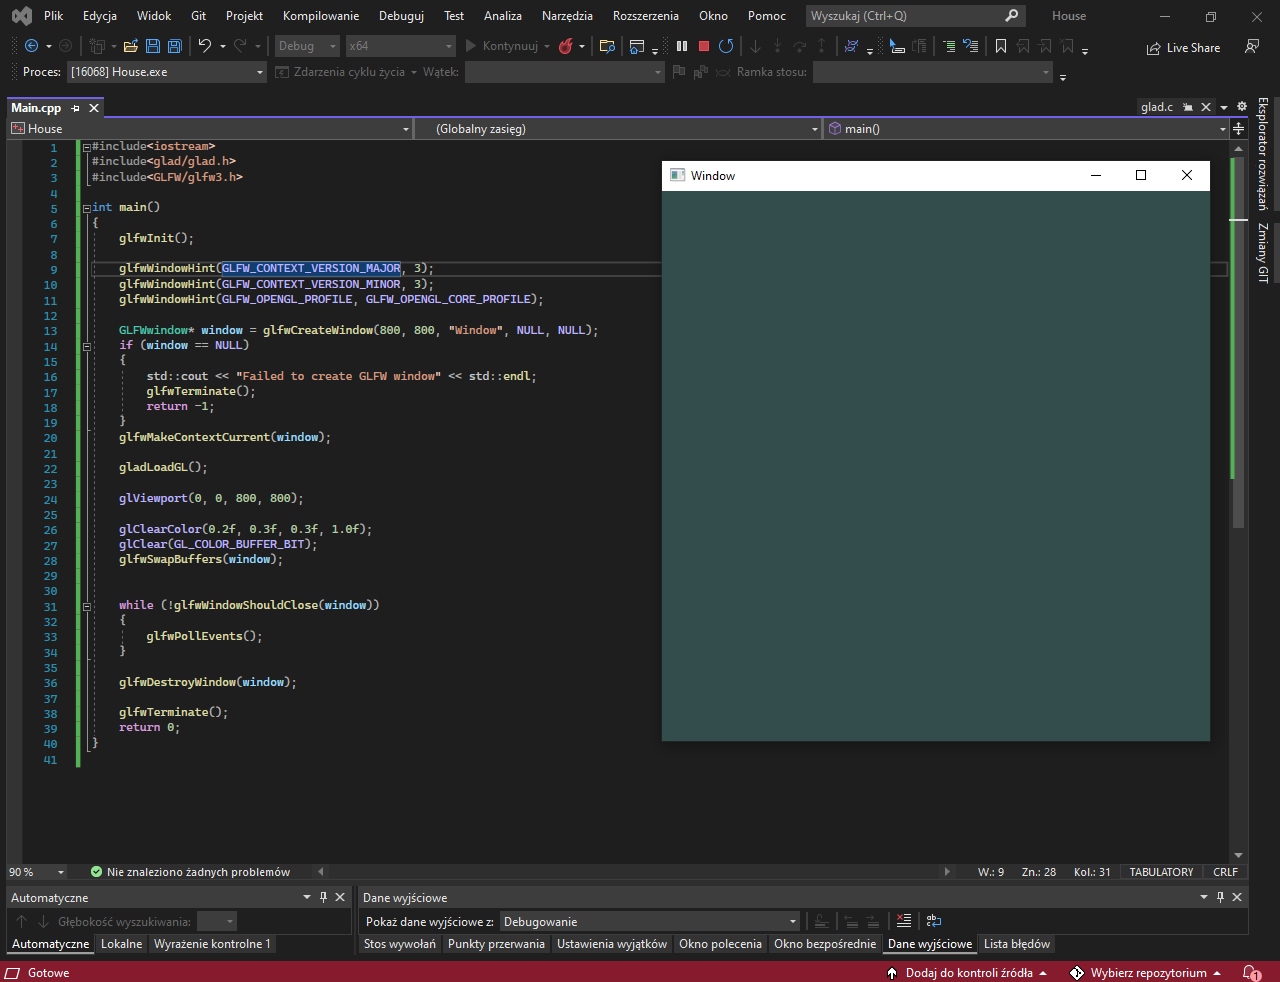 Plik Edycja Widok Git Projekt Kompilowanie Debuguj Test Analiza Narzędzia Rozszerzenia Okno Pomoc Wyszukaj (Ctrl+Q) House
Debug x64 Kontynuuj Live Share
Proces: [16068] House.exe Zdarzenia cyklu życia Wątek: Ramka stosu:
Main.cpp glad.c
House (Globalny zasięg) main()
Eksplorator rozwiązań
Zmiany GIT
1 #include<iostream>
2 #include<glad/glad.h>
3 #include<GLFW/glfw3.h>
4
5 int main()
6 {
7 glfwInit();
8
9 glfwWindowHint(GLFW_CONTEXT_VERSION_MAJOR, 3);
10 glfwWindowHint(GLFW_CONTEXT_VERSION_MINOR, 3);
11 glfwWindowHint(GLFW_OPENGL_PROFILE, GLFW_OPENGL_CORE_PROFILE);
12
13 GLFWwindow* window = glfwCreateWindow(800, 800, "Window", NULL, NULL);
14 if (window == NULL)
15 {
16 std::cout << "Failed to create GLFW window" << std::endl;
17 glfwTerminate();
18 return -1;
19 }
20 glfwMakeContextCurrent(window);
21
22 gladLoadGL();
23
24 glViewport(0, 0, 800, 800);
25
26 glClearColor(0.2f, 0.3f, 0.3f, 1.0f);
27 glClear(GL_COLOR_BUFFER_BIT);
28 glfwSwapBuffers(window);
29
30
31 while (!glfwWindowShouldClose(window))
32 {
33 glfwPollEvents();
34 }
35
36 glfwDestroyWindow(window);
37
38 glfwTerminate();
39 return 0;
40 }
41
Window
90 % Nie znaleziono żadnych problemów W.: 9 Zn.: 28 Kol.: 31 TABULATORY CRLF
Automatyczne
Głębokość wyszukiwania:
Automatyczne Lokalne Wyrażenie kontrolne 1
Dane wyjściowe
Pokaż dane wyjściowe z: Debugowanie
Stos wywołań Punkty przerwania Ustawienia wyjątków Okno polecenia Okno bezpośrednie Dane wyjściowe Lista błędów
Gotowe Dodaj do kontroli źródła Wybierz repozytorium 1